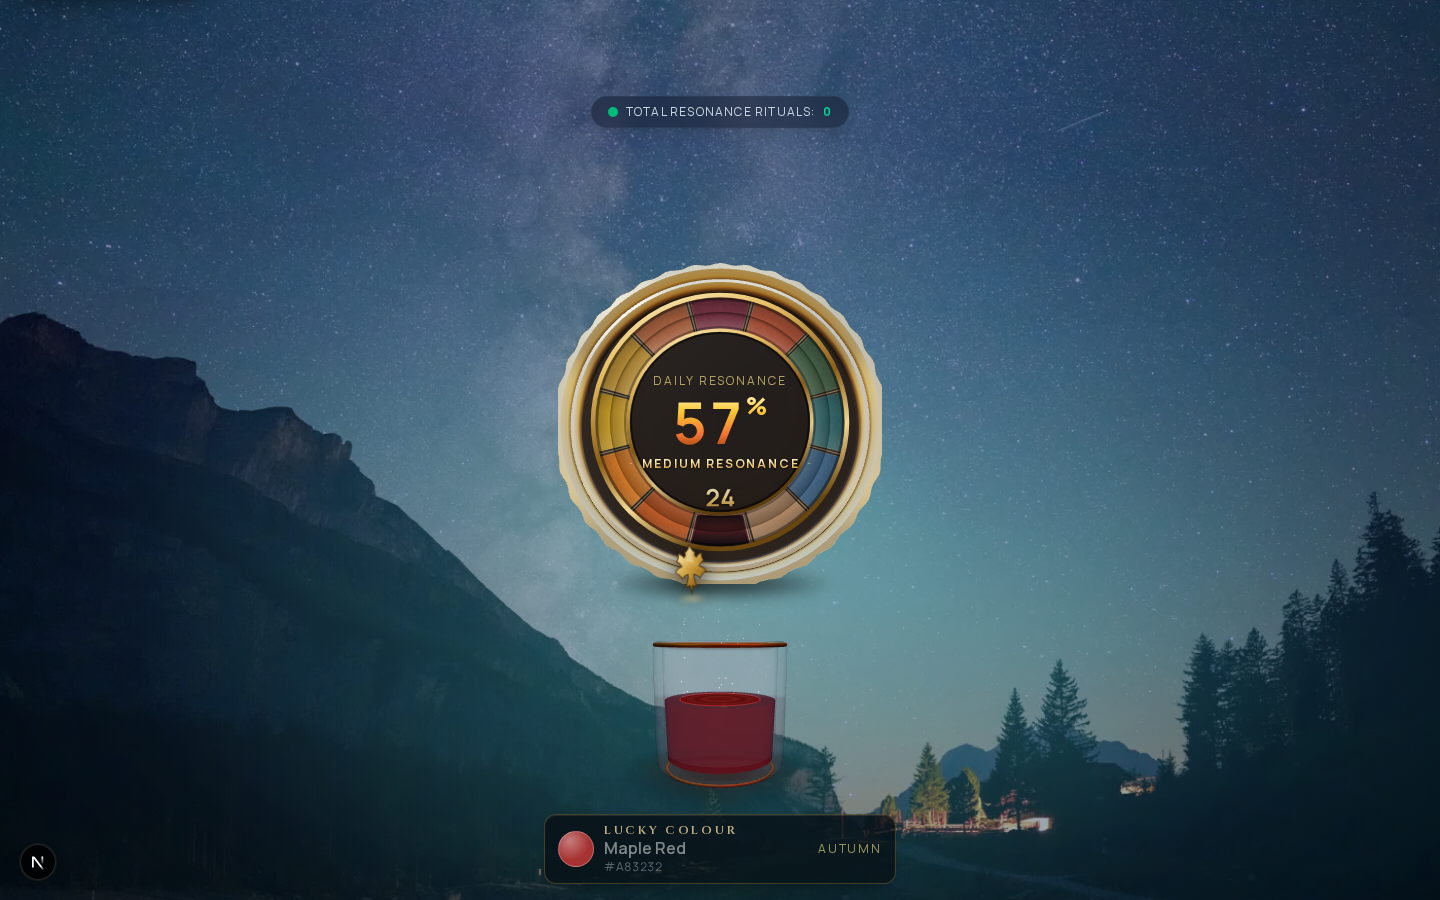 TOTAL RESONANCE RITUALS: 0
DAILY RESONANCE
57%
MEDIUM RESONANCE
24
LUCKY COLOUR
Maple Red
#A83232
AUTUMN
N